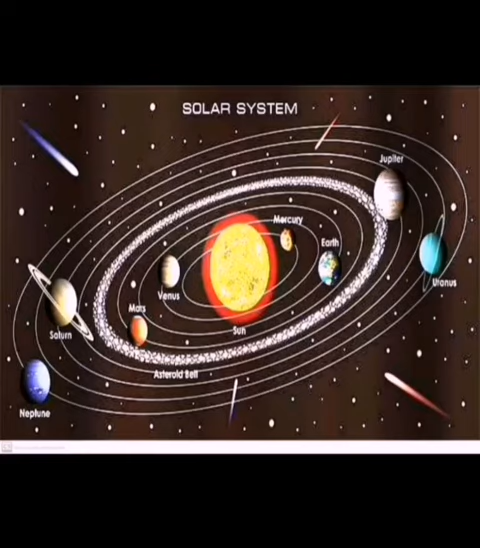 SOLAR SYSTEM
Jupiter
Mercury
Earth
Uranus
Venus
Mars
Sun
Saturn
Asteroid Belt
Neptune